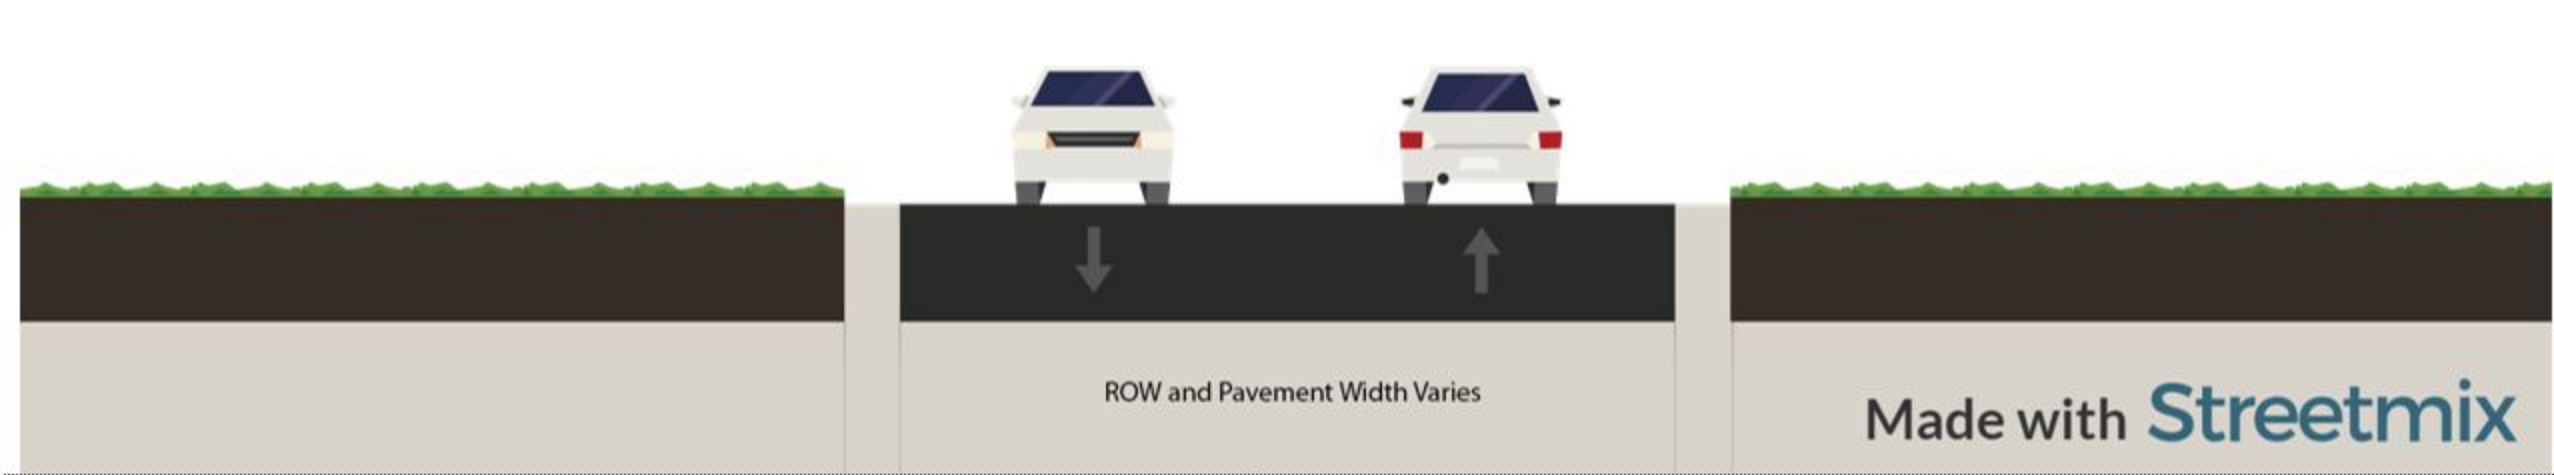 ROW and Pavement Width Varies
Made with Streetmix